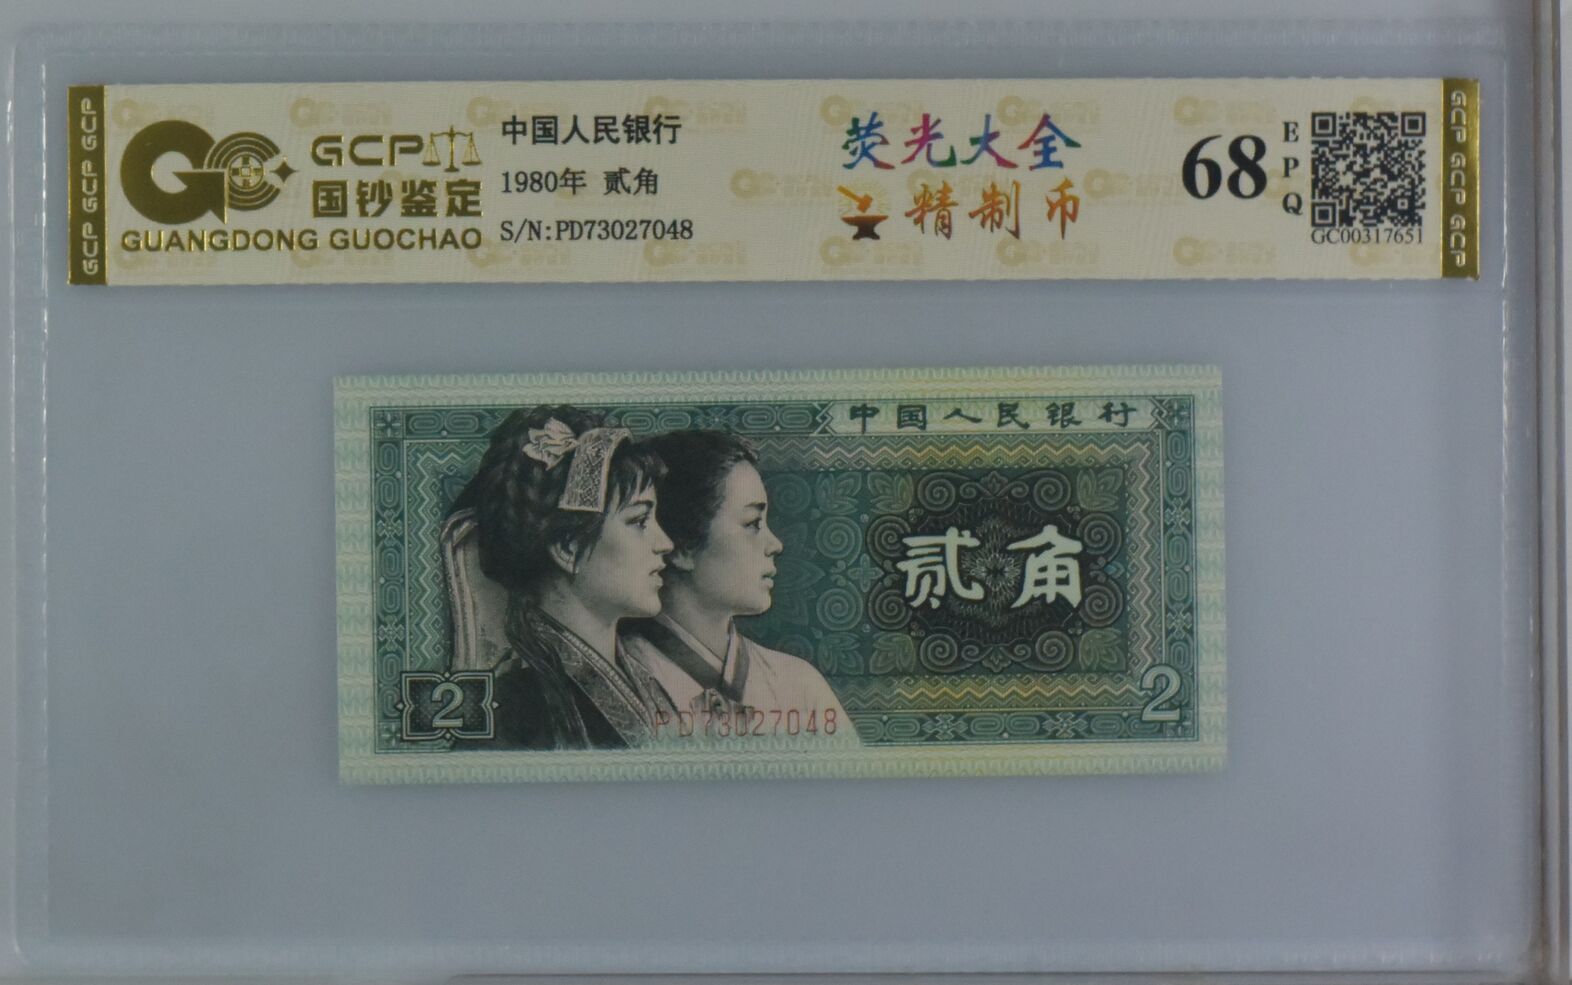 GCP GCP GCP
GCP
国钞鉴定
GUANGDONG GUOCHAO
中国人民银行
1980年 贰角
S/N:PD73027048
荧光大全
精制币
68
EPQ
GC00317651
GCP GCP GCP
中国人民银行
贰角
2
2
PD73027048